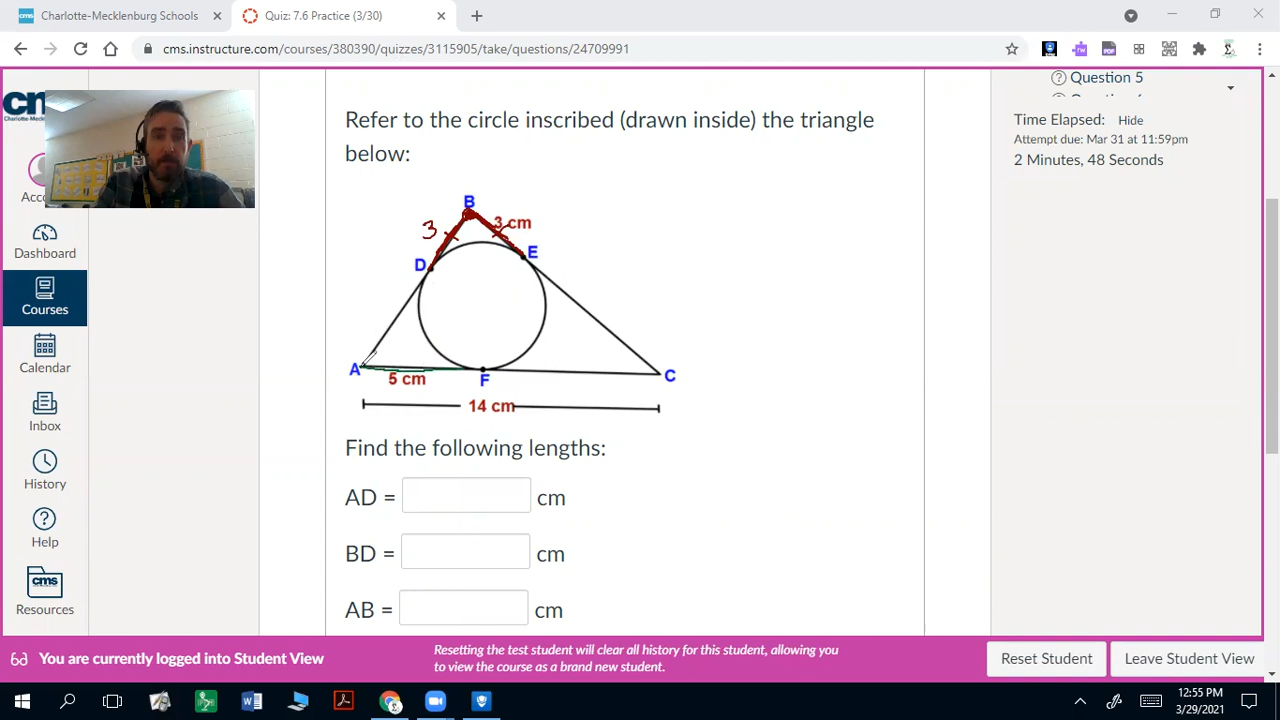 Charlotte-Mecklenburg Schools
Quiz: 7.6 Practice (3/30)
cms.instructure.com/courses/380390/quizzes/3115905/take/questions/24709991
cms
Charlotte-Meckle
Acco
Dashboard
Courses
Calendar
Inbox
History
Help
cms
Resources
Refer to the circle inscribed (drawn inside) the triangle
below:
B
3
3 cm
D
E
A
5 cm
F
C
14 cm
Find the following lengths:
AD =
cm
BD =
cm
AB =
cm
Question 5
Time Elapsed: Hide
Attempt due: Mar 31 at 11:59pm
2 Minutes, 48 Seconds
You are currently logged into Student View
Resetting the test student will clear all history for this student, allowing you
to view the course as a brand new student.
Reset Student
Leave Student View
12:55 PM
3/29/2021